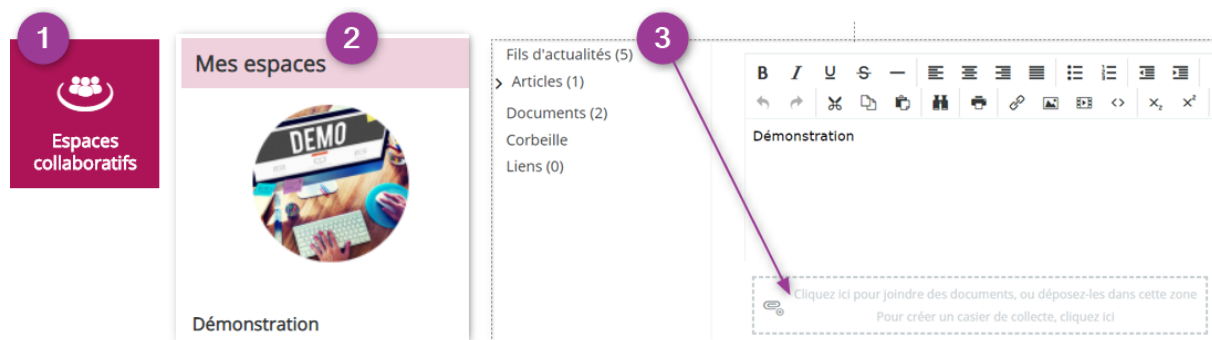 1
Espaces
collaboratifs
2
Mes espaces
DEMO
Démonstration
3
Fils d'actualités (5)
Articles (1)
Documents (2)
Corbeille
Liens (0)
B I U S
x₂ x²
Démonstration
Cliquez ici pour joindre des documents, ou déposez-les dans cette zone
Pour créer un casier de collecte, cliquez ici